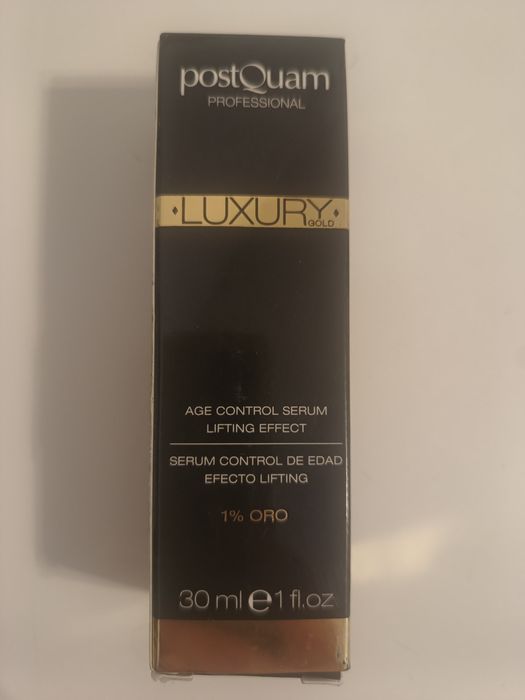 postQuam
PROFESSIONAL
LUXURY
GOLD
AGE CONTROL SERUM
LIFTING EFFECT
SERUM CONTROL DE EDAD
EFECTO LIFTING
1% ORO
30 ml ℮ 1 fl.oz